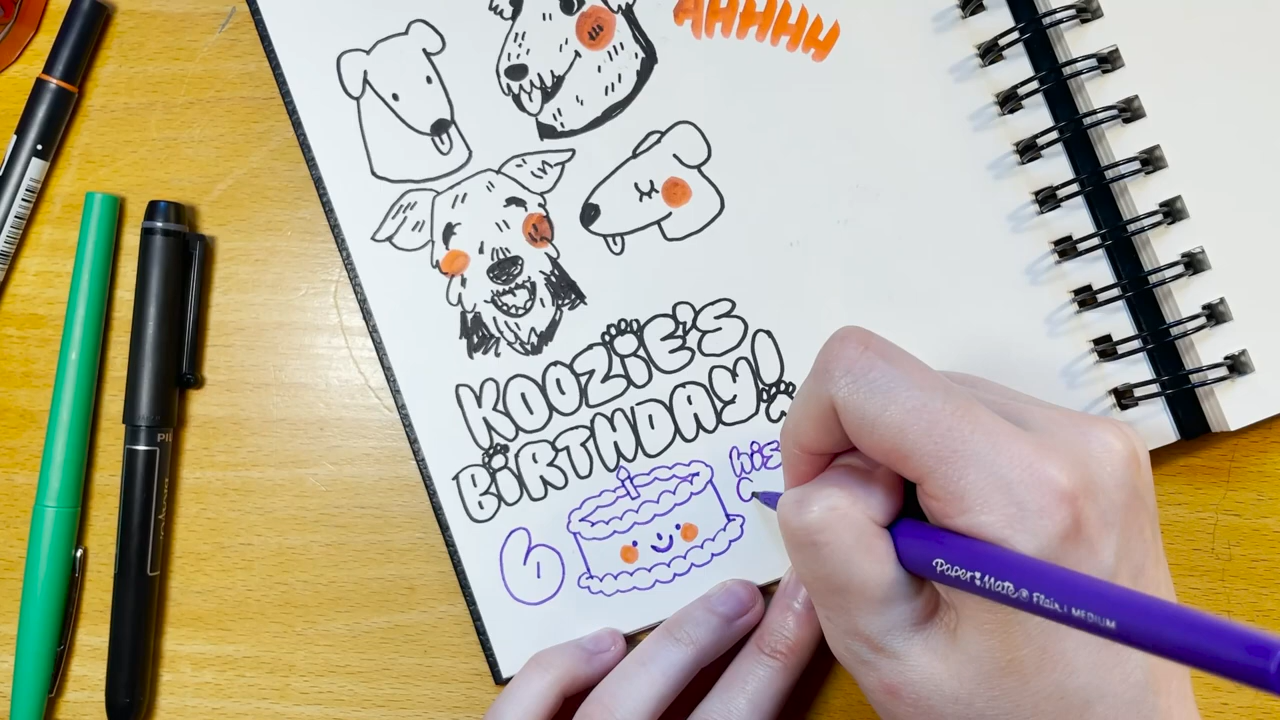 AHHHH
KOOZiE'S
BiRTHDAY!
his
6
Paper Mate® Flair | MEDIUM